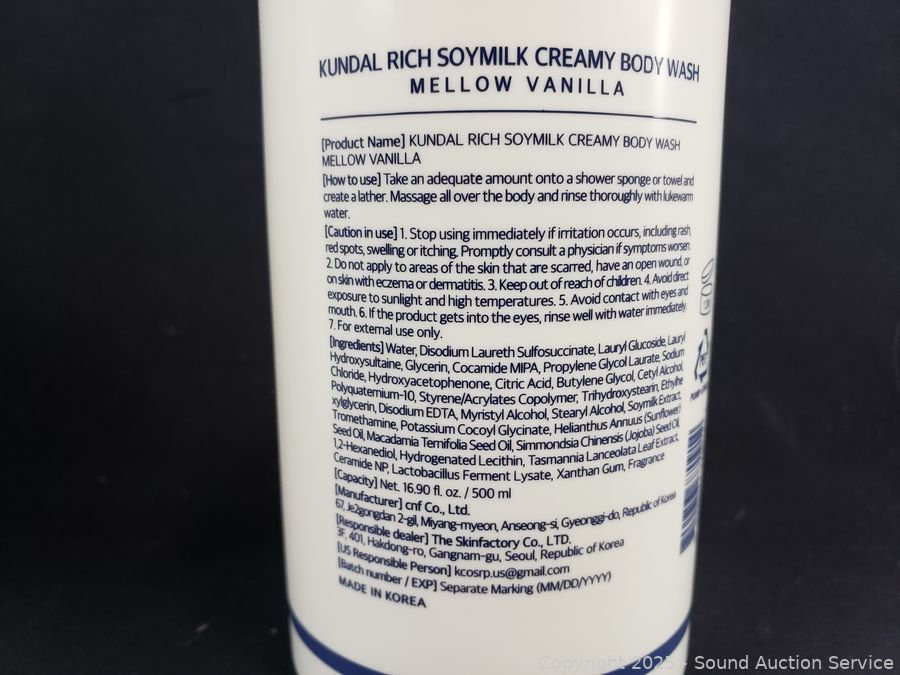 KUNDAL RICH SOYMILK CREAMY BODY WASH
MELLOW VANILLA
[Product Name] KUNDAL RICH SOYMILK CREAMY BODY WASH
MELLOW VANILLA
[How to use] Take an adequate amount onto a shower sponge or towel and
create a lather. Massage all over the body and rinse thoroughly with lukewarm
water.
[Caution in use] 1. Stop using immediately if irritation occurs, including rash,
red spots, swelling or itching, Promptly consult a physician if symptoms worsen.
2. Do not apply to areas of the skin that are scarred, have an open wound, or
on skin with eczema or dermatitis. 3. Keep out of reach of children. 4. Avoid direct
exposure to sunlight and high temperatures. 5. Avoid contact with eyes and
mouth. 6. If the product gets into the eyes, rinse well with water immediately.
7. For external use only.
[Ingredients] Water, Disodium Laureth Sulfosuccinate, Lauryl Glucoside, Lauryl
Hydroxysultaine, Glycerin, Cocamide MIPA, Propylene Glycol Laurate, Sodium
Chloride, Hydroxyacetophenone, Citric Acid, Butylene Glycol, Cetyl Alcohol,
Polyquaternium-10, Styrene/Acrylates Copolymer, Trihydroxystearin, Ethylhe
xylglycerin, Disodium EDTA, Myristyl Alcohol, Stearyl Alcohol, Soymilk Extract,
Tromethamine, Potassium Cocoyl Glycinate, Helianthus Annuus (Sunflower)
Seed Oil, Macadamia Ternifolia Seed Oil, Simmondsia Chinensis (Jojoba) Seed Oil,
1,2-Hexanediol, Hydrogenated Lecithin, Tasmannia Lanceolata Leaf Extract,
Ceramide NP, Lactobacillus Ferment Lysate, Xanthan Gum, Fragrance
[Capacity] Net. 16.90 fl. oz. / 500 ml
[Manufacturer] cnf Co., Ltd.
67, Je2gongdan 2-gil, Miyang-myeon, Anseong-si, Gyeonggi-do, Republic of Korea
[Responsible dealer] The Skinfactory Co., LTD.
3F, 401, Hakdong-ro, Gangnam-gu, Seoul, Republic of Korea
[US Responsible Person] kcosrp.us@gmail.com
[Batch number / EXP] Separate Marking (MM/DD/YYYY)
MADE IN KOREA
Copyright 2025 - Sound Auction Service